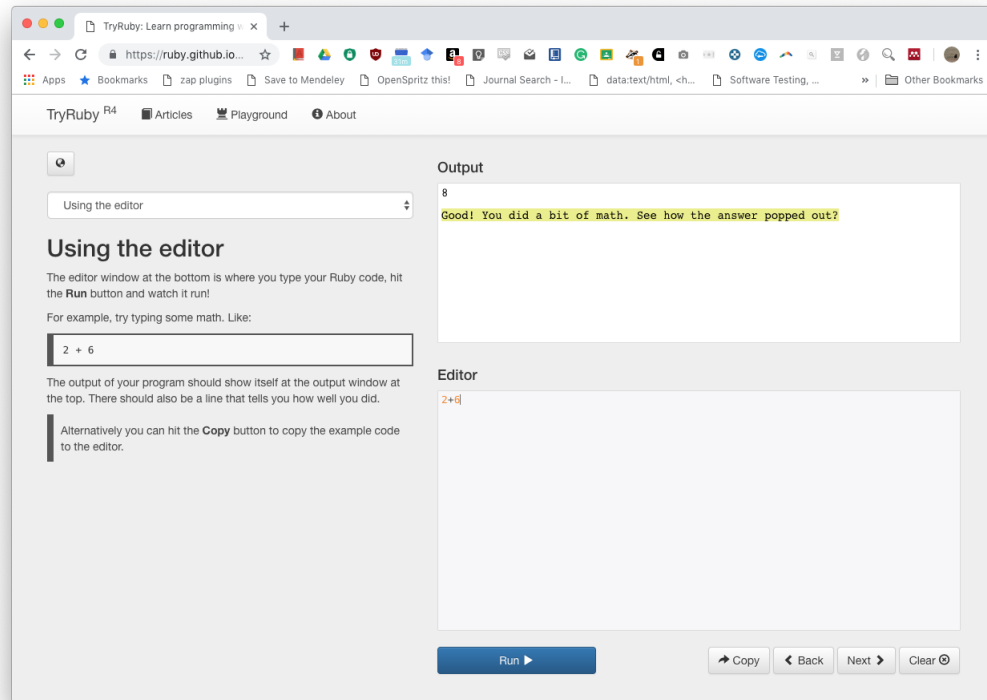 TryRuby: Learn programming w
https://ruby.github.io...
31m
8
1
Apps
Bookmarks
zap plugins
Save to Mendeley
OpenSpritz this!
Journal Search - I...
data:text/html, <h...
Software Testing, ...
»
Other Bookmarks
TryRuby R4
Articles
Playground
About
Using the editor
Using the editor
The editor window at the bottom is where you type your Ruby code, hit
the Run button and watch it run!
For example, try typing some math. Like:
2 + 6
The output of your program should show itself at the output window at
the top. There should also be a line that tells you how well you did.
Alternatively you can hit the Copy button to copy the example code
to the editor.
Output
8
Good! You did a bit of math. See how the answer popped out?
Editor
2+6
Run
Copy
Back
Next
Clear